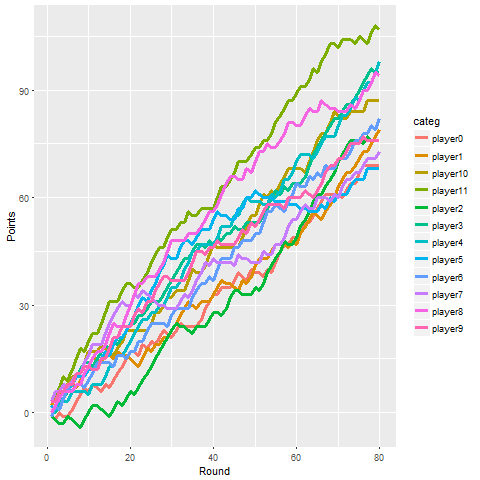 Points
90
60
30
0
0
20
40
60
80
Round
categ
player0
player1
player10
player11
player2
player3
player4
player5
player6
player7
player8
player9